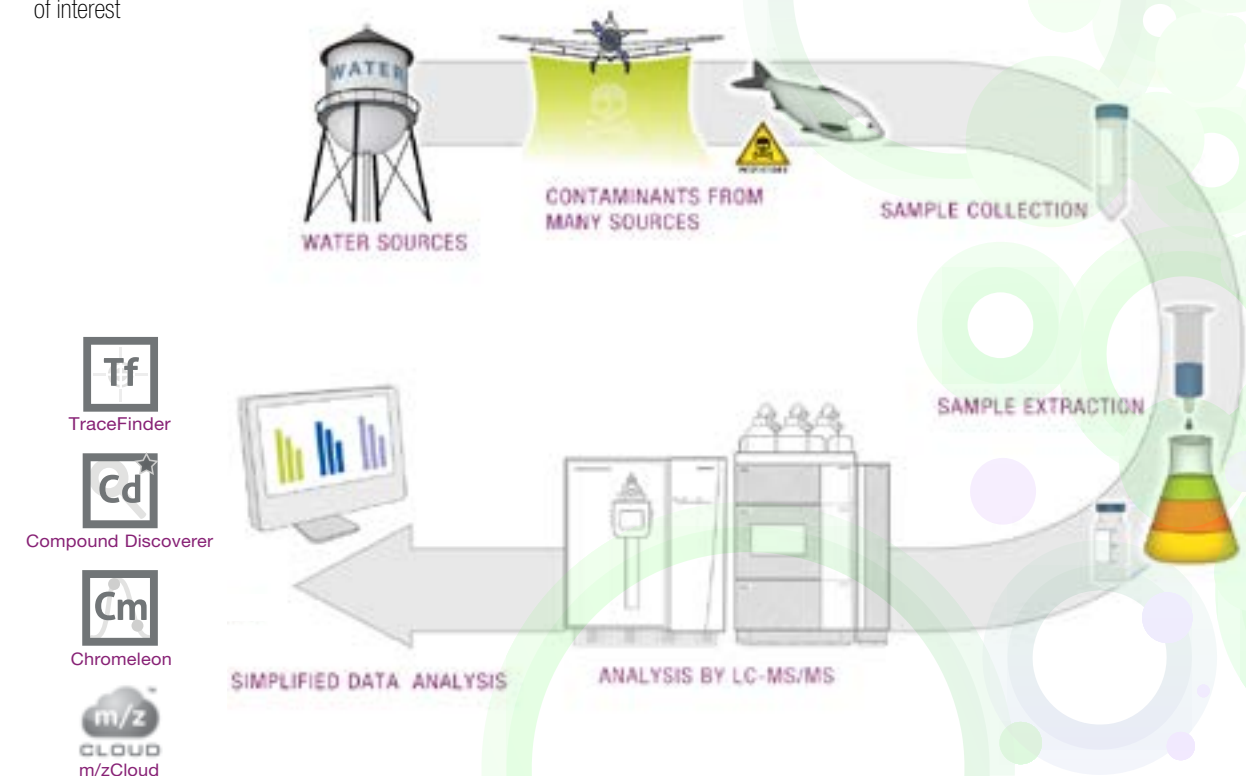 of interest
WATER
WATER SOURCES
CONTAMINANTS FROM
MANY SOURCES
SAMPLE COLLECTION
SAMPLE EXTRACTION
Tf
TraceFinder
Cd
Compound Discoverer
Cm
Chromeleon
m/z
CLOUD
m/zCloud
SIMPLIFIED DATA ANALYSIS
ANALYSIS BY LC-MS/MS